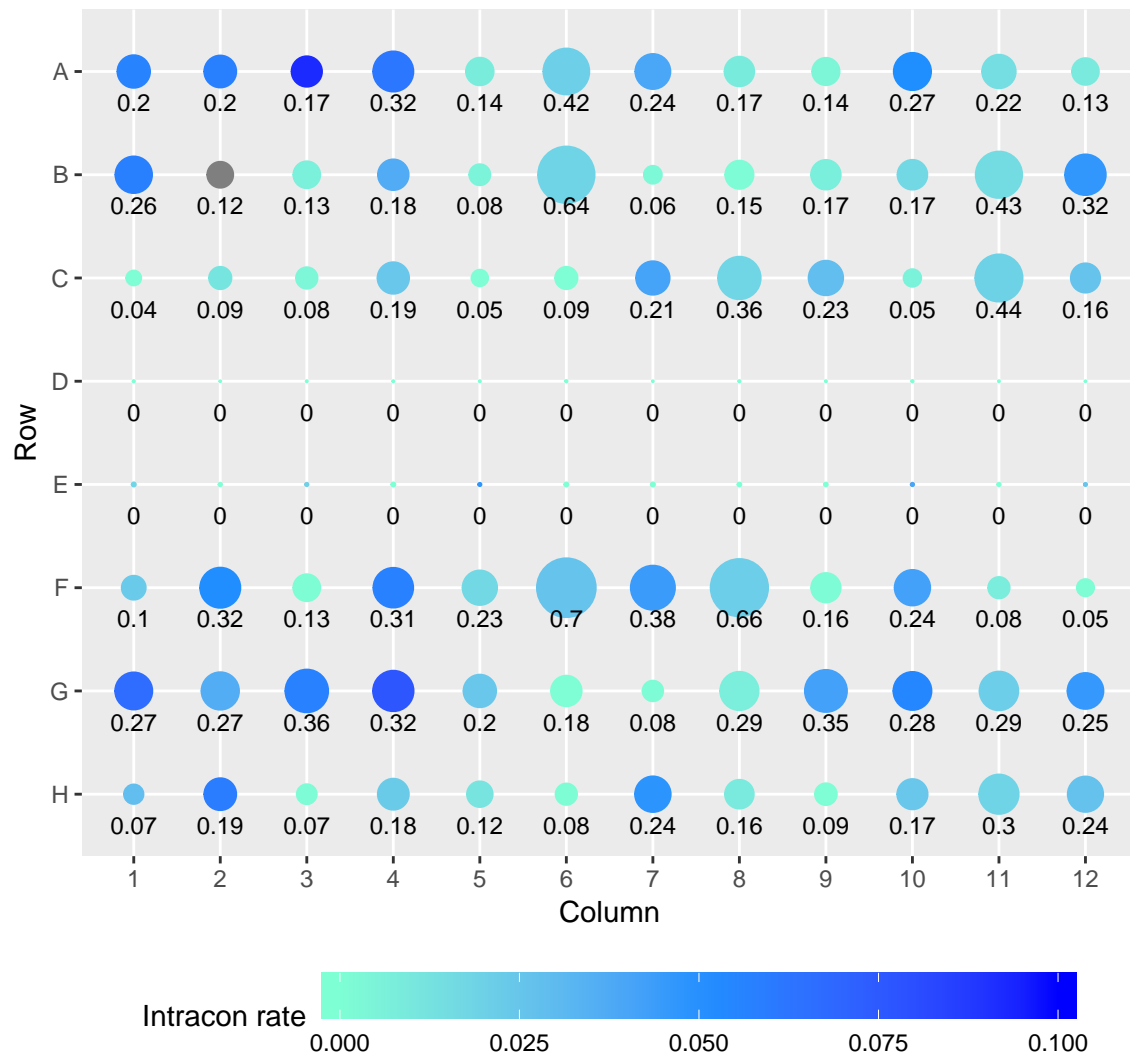 A
0.2 0.2 0.17 0.32 0.14 0.42 0.24 0.17 0.14 0.27 0.22 0.13
B
0.26 0.12 0.13 0.18 0.08 0.64 0.06 0.15 0.17 0.17 0.43 0.32
C
0.04 0.09 0.08 0.19 0.05 0.09 0.21 0.36 0.23 0.05 0.44 0.16
D
0 0 0 0 0 0 0 0 0 0 0 0
Row
E
0 0 0 0 0 0 0 0 0 0 0 0
F
0.1 0.32 0.13 0.31 0.23 0.7 0.38 0.66 0.16 0.24 0.08 0.05
G
0.27 0.27 0.36 0.32 0.2 0.18 0.08 0.29 0.35 0.28 0.29 0.25
H
0.07 0.19 0.07 0.18 0.12 0.08 0.24 0.16 0.09 0.17 0.3 0.24
1 2 3 4 5 6 7 8 9 10 11 12
Column
Intracon rate
0.000 0.025 0.050 0.075 0.100